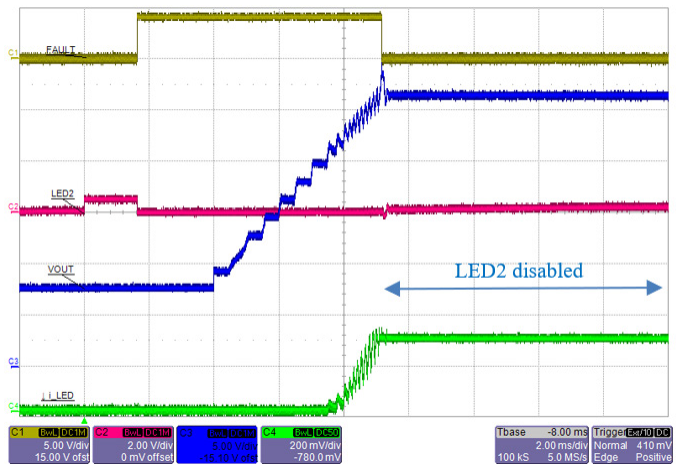 C1
FAULT
LED2
C2
VOUT
LED2 disabled
C3
i_LED
C4
C1 BwL DC1M
5.00 V/div
15.00 V ofst
C2 BwL DC1M
2.00 V/div
0 mV offset
C3 BwL DC1M
5.00 V/div
-15.10 V ofst
C4 BwL DC50
200 mV/div
-780.0 mV
Tbase -8.00 ms
2.00 ms/div
100 kS 5.0 MS/s
Trigger Ext/10 DC
Normal 410 mV
Edge Positive